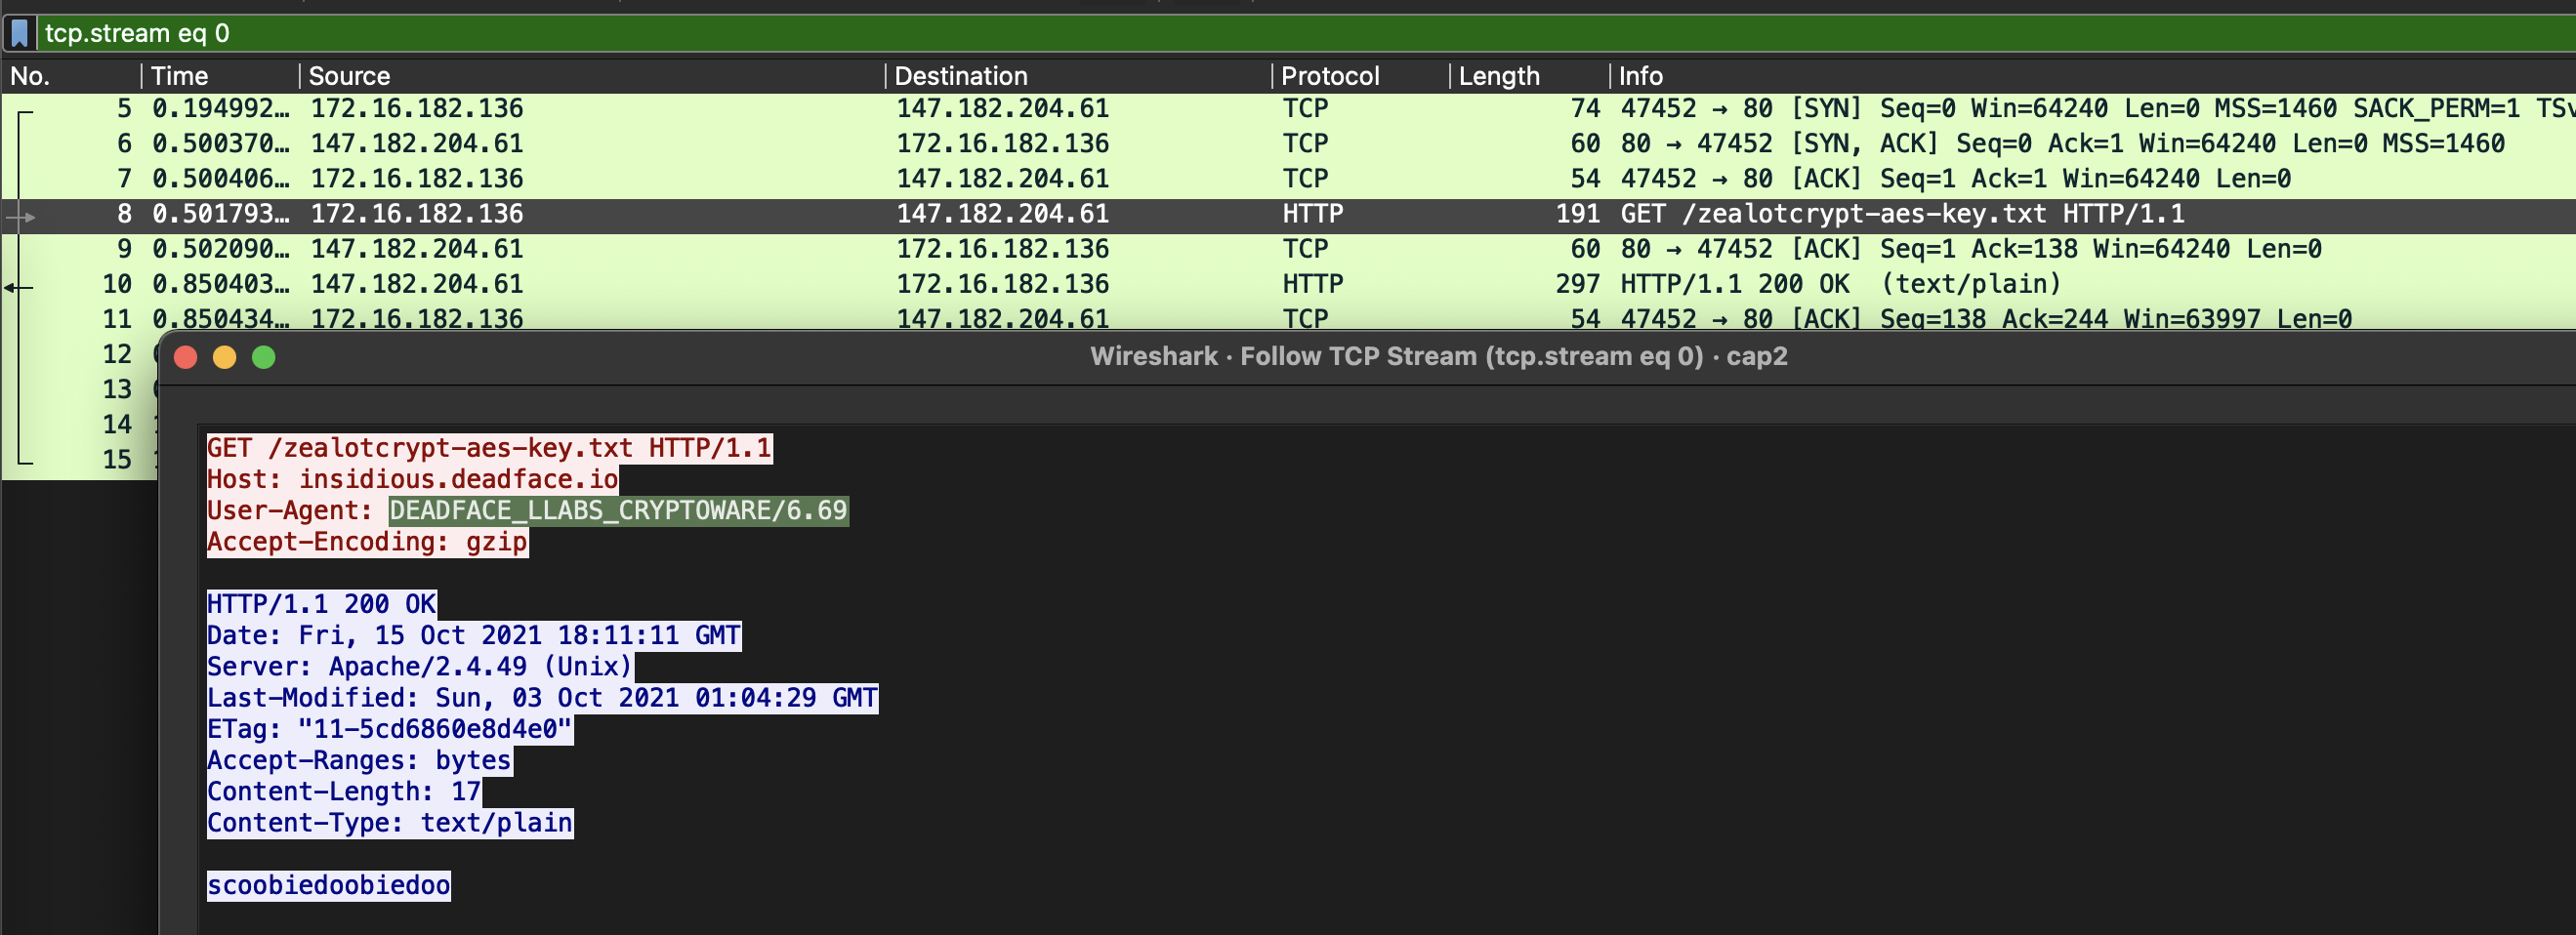 tcp.stream eq 0
No. Time Source Destination Protocol Length Info
5 0.194992… 172.16.182.136 147.182.204.61 TCP 74 47452 → 80 [SYN] Seq=0 Win=64240 Len=0 MSS=1460 SACK_PERM=1 TSv
6 0.500370… 147.182.204.61 172.16.182.136 TCP 60 80 → 47452 [SYN, ACK] Seq=0 Ack=1 Win=64240 Len=0 MSS=1460
7 0.500406… 172.16.182.136 147.182.204.61 TCP 54 47452 → 80 [ACK] Seq=1 Ack=1 Win=64240 Len=0
8 0.501793… 172.16.182.136 147.182.204.61 HTTP 191 GET /zealotcrypt-aes-key.txt HTTP/1.1
9 0.502090… 147.182.204.61 172.16.182.136 TCP 60 80 → 47452 [ACK] Seq=1 Ack=138 Win=64240 Len=0
10 0.850403… 147.182.204.61 172.16.182.136 HTTP 297 HTTP/1.1 200 OK (text/plain)
11 0.850434… 172.16.182.136 147.182.204.61 TCP 54 47452 → 80 [ACK] Seq=138 Ack=244 Win=63997 Len=0
12
13
14
15
Wireshark · Follow TCP Stream (tcp.stream eq 0) · cap2
GET /zealotcrypt-aes-key.txt HTTP/1.1
Host: insidious.deadface.io
User-Agent: DEADFACE_LLABS_CRYPTOWARE/6.69
Accept-Encoding: gzip
HTTP/1.1 200 OK
Date: Fri, 15 Oct 2021 18:11:11 GMT
Server: Apache/2.4.49 (Unix)
Last-Modified: Sun, 03 Oct 2021 01:04:29 GMT
ETag: "11-5cd6860e8d4e0"
Accept-Ranges: bytes
Content-Length: 17
Content-Type: text/plain
scoobiedoobiedoo